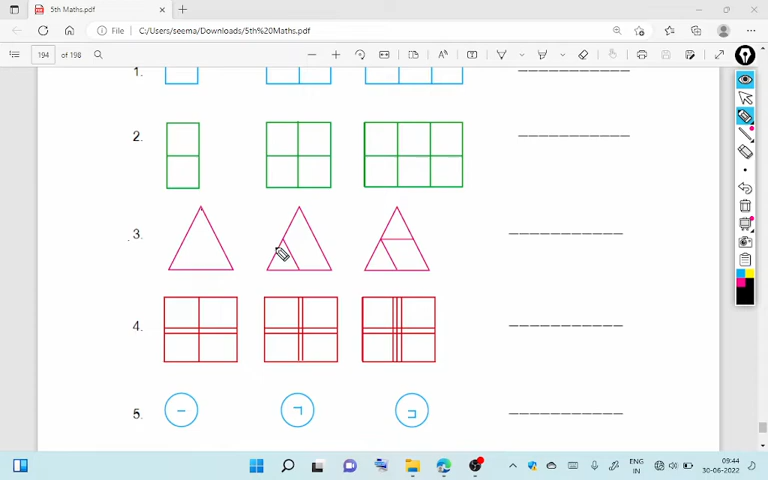 5th Maths.pdf
File
C:/Users/seema/Downloads/5th%20Maths.pdf
194 of 198
1.
2.
3.
4.
5.
ENG
IN
09:44
30-06-2022